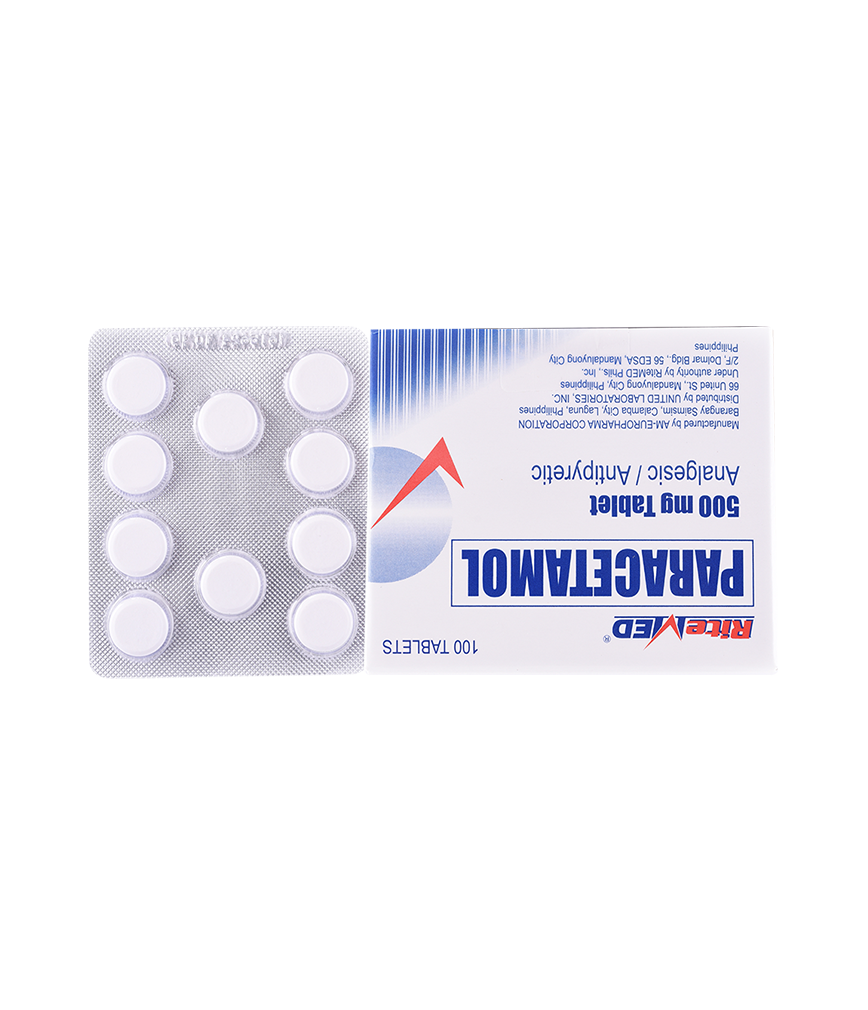 RiteMED®
PARACETAMOL
500 mg Tablet
Analgesic / Antipyretic
Manufactured by AM-EUROPHARMA CORPORATION
Barangay Saimsim, Calamba City, Laguna, Philippines
Distributed by UNITED LABORATORIES, INC.
66 United St., Mandaluyong City, Philippines
Under authority by RiteMED Phils., Inc.
2/F, Dolmar Bldg., 56 EDSA, Mandaluyong City
Philippines
100 TABLETS